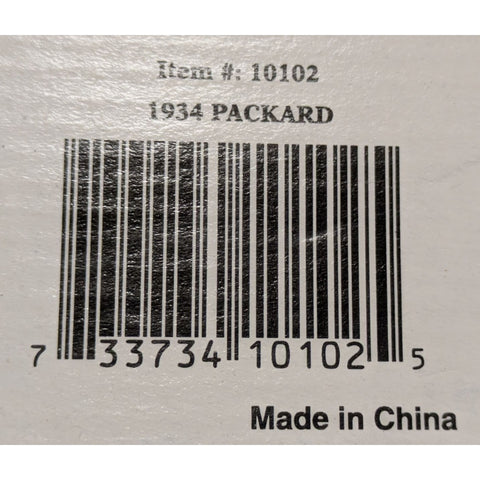 Item #: 10102
1934 PACKARD
7 33734 10102 5
Made in China